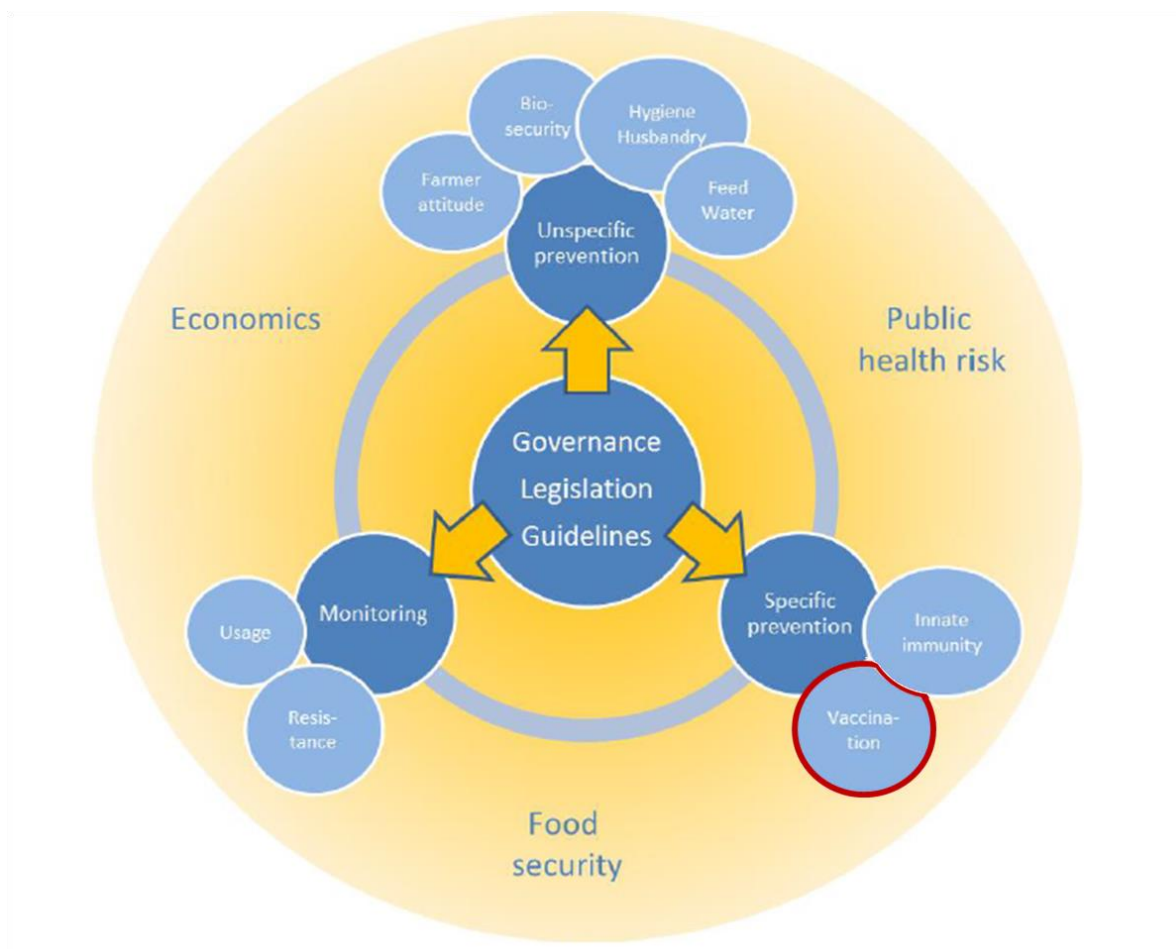 Bio-
security
Hygiene
Husbandry
Farmer
attitude
Feed
Water
Unspecific
prevention
Economics
Public
health risk
Governance
Legislation
Guidelines
Monitoring
Usage
Resis-
tance
Specific
prevention
Innate
immunity
Vaccina-
tion
Food
security